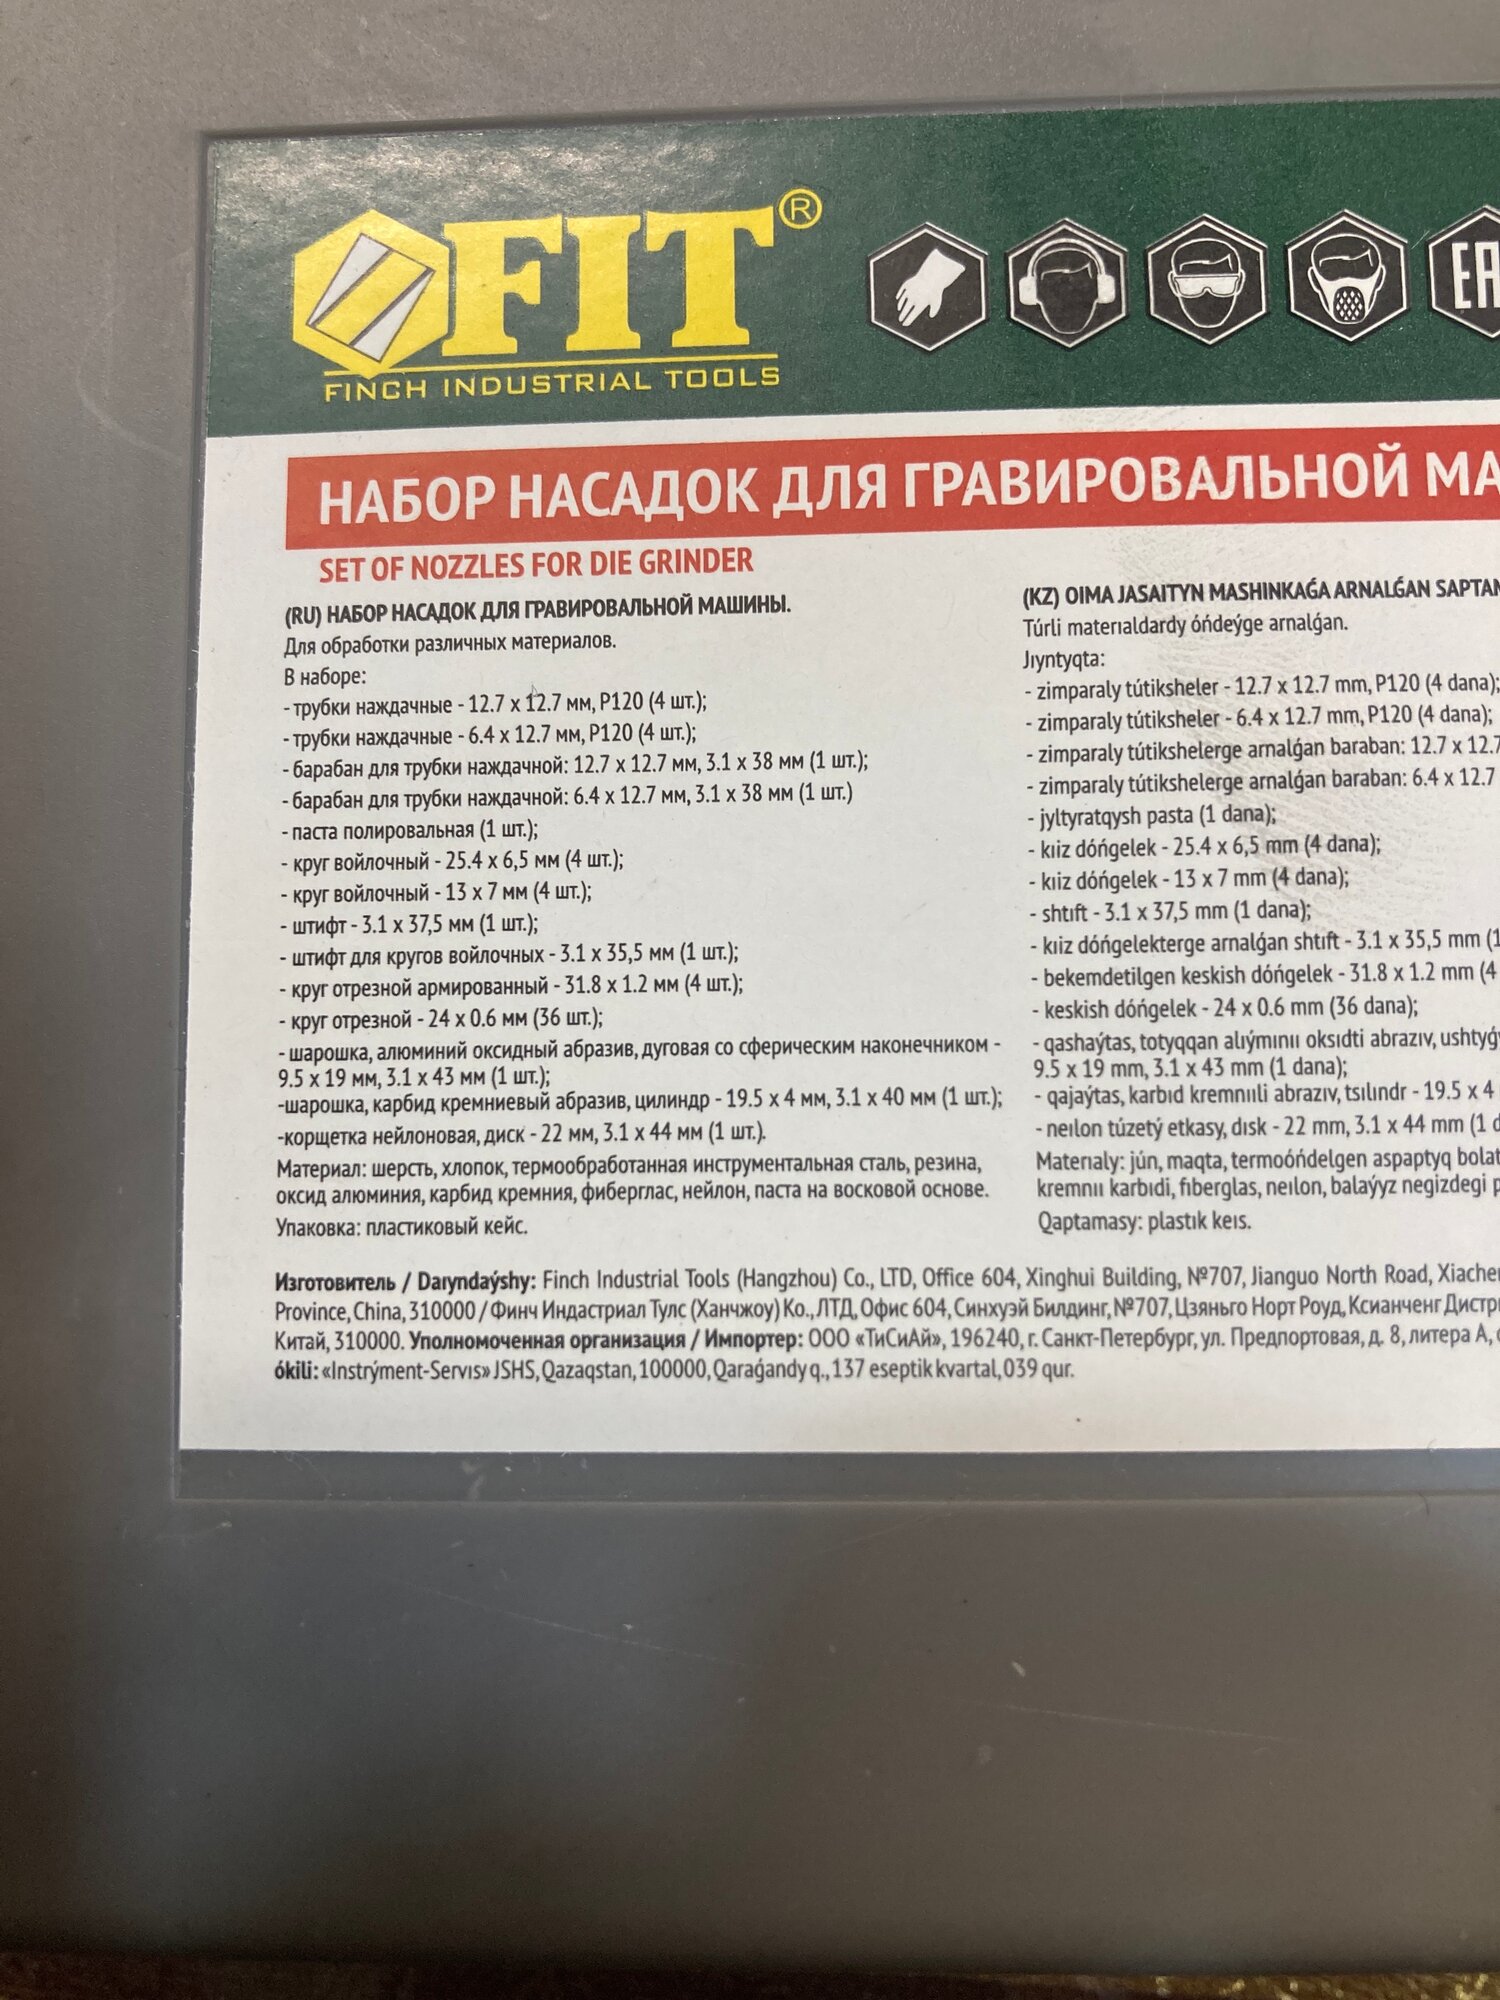 FIT®
FINCH INDUSTRIAL TOOLS
НАБОР НАСАДОК ДЛЯ ГРАВИРОВАЛЬНОЙ МА
SET OF NOZZLES FOR DIE GRINDER
(RU) НАБОР НАСАДОК ДЛЯ ГРАВИРОВАЛЬНОЙ МАШИНЫ.
Для обработки различных материалов.
В наборе:
- трубки наждачные - 12.7 х 12.7 мм, P120 (4 шт.);
- трубки наждачные - 6.4 х 12.7 мм, P120 (4 шт.);
- барабан для трубки наждачной: 12.7 х 12.7 мм, 3.1 х 38 мм (1 шт.);
- барабан для трубки наждачной: 6.4 х 12.7 мм, 3.1 х 38 мм (1 шт.)
- паста полировальная (1 шт.);
- круг войлочный - 25.4 х 6,5 мм (4 шт.);
- круг войлочный - 13 х 7 мм (4 шт.);
- штифт - 3.1 х 37,5 мм (1 шт.);
- штифт для кругов войлочных - 3.1 х 35,5 мм (1 шт.);
- круг отрезной армированный - 31.8 х 1.2 мм (4 шт.);
- круг отрезной - 24 х 0.6 мм (36 шт.);
- шарошка, алюминий оксидный абразив, дуговая со сферическим наконечником -
9.5 х 19 мм, 3.1 х 43 мм (1 шт.);
-шарошка, карбид кремниевый абразив, цилиндр - 19.5 х 4 мм, 3.1 х 40 мм (1 шт.);
-корщетка нейлоновая, диск - 22 мм, 3.1 х 44 мм (1 шт.).
Материал: шерсть, хлопок, термообработанная инструментальная сталь, резина,
оксид алюминия, карбид кремния, фиберглас, нейлон, паста на восковой основе.
Упаковка: пластиковый кейс.
(KZ) OIMA JASAITYN MASHINKAǴA ARNALǴAN SAPTAM
Túrli materıaldardy óńdeýge arnalǵan.
Jıyntyqta:
- zimparaly tútiksheler - 12.7 x 12.7 mm, P120 (4 dana);
- zimparaly tútiksheler - 6.4 x 12.7 mm, P120 (4 dana);
- zimparaly tútikshelerge arnalǵan baraban: 12.7 x 12.7
- zimparaly tútikshelerge arnalǵan baraban: 6.4 x 12.7
- jyltyratqysh pasta (1 dana);
- kıiz dóńgelek - 25.4 x 6,5 mm (4 dana);
- kıiz dóńgelek - 13 x 7 mm (4 dana);
- shtıft - 3.1 x 37,5 mm (1 dana);
- kıiz dóńgelekterge arnalǵan shtıft - 3.1 x 35,5 mm (1
- bekemdetilgen keskish dóńgelek - 31.8 x 1.2 mm (4
- keskish dóńgelek - 24 x 0.6 mm (36 dana);
- qashaýtas, totyqqan alıýmınıı oksıdti abrazıv, ushtyǵy
9.5 x 19 mm, 3.1 x 43 mm (1 dana);
- qajaýtas, karbıd kremnıili abrazıv, tsılındr - 19.5 x 4
- neılon túzetý etkasy, dısk - 22 mm, 3.1 x 44 mm (1 d
Materıaly: jún, maqta, termoóńdelgen aspaptyq bolat
kremnıı karbıdi, fıberglas, neılon, balaýyz negizdegi p
Qaptamasy: plastık keıs.
Изготовитель / Daıyndaýshy: Finch Industrial Tools (Hangzhou) Co., LTD, Office 604, Xinghui Building, №707, Jianguo North Road, Xiachen
Province, China, 310000 / Финч Индастриал Тулс (Ханчжоу) Ко., ЛТД, Офис 604, Синхуэй Билдинг, №707, Цзяньго Норт Роуд, Ксианченг Дистри
Китай, 310000. Уполномоченная организация / Импортер: ООО «ТиСиАй», 196240, г. Санкт-Петербург, ул. Предпортовая, д. 8, литера А,
ókili: «Instrýment-Servıs» JSHS, Qazaqstan, 100000, Qaraǵandy q., 137 eseptik kvartal, 039 qur.